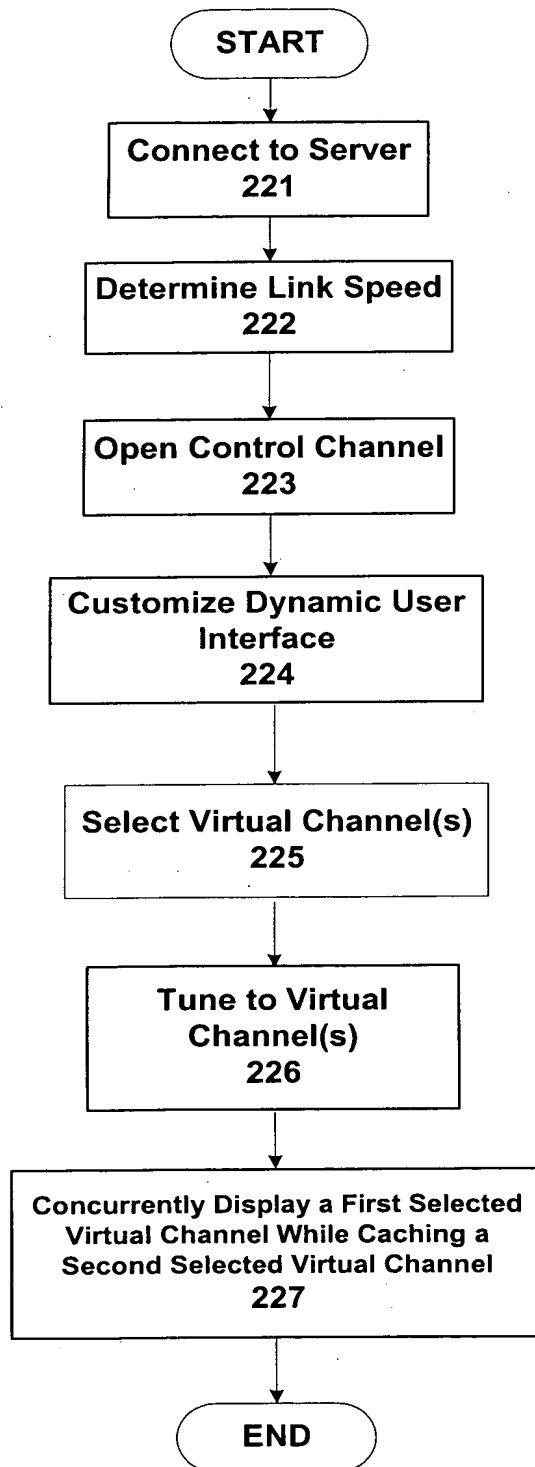 START
Connect to Server
221
Determine Link Speed
222
Open Control Channel
223
Customize Dynamic User
Interface
224
Select Virtual Channel(s)
225
Tune to Virtual
Channel(s)
226
Concurrently Display a First Selected
Virtual Channel While Caching a
Second Selected Virtual Channel
227
END